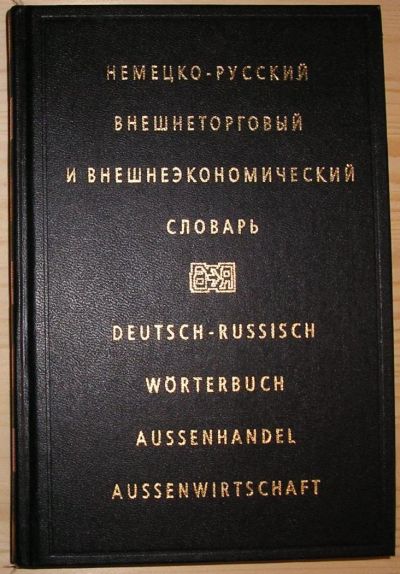 НЕМЕЦКО-РУССКИЙ
ВНЕШНЕТОРГОВЫЙ
И ВНЕШНЕЭКОНОМИЧЕСКИЙ
СЛОВАРЬ
DEUTSCH-RUSSISCH
WÖRTERBUCH
AUSSENHANDEL
AUSSENWIRTSCHAFT